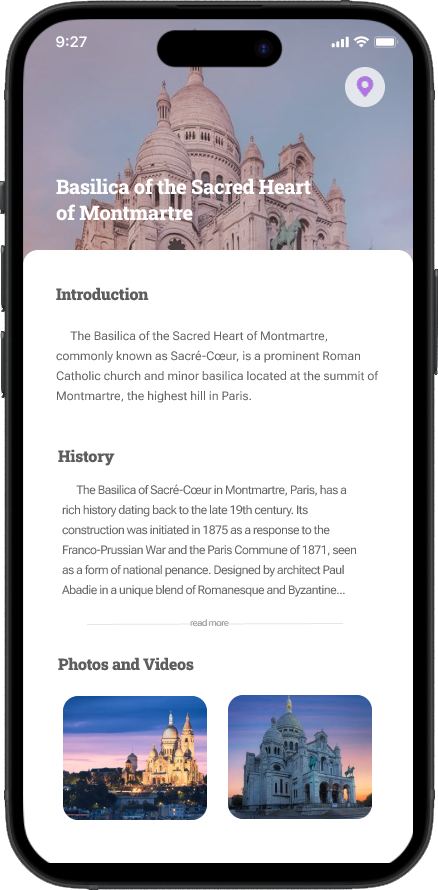 9:27
Basilica of the Sacred Heart
of Montmartre
Introduction
The Basilica of the Sacred Heart of Montmartre,
commonly known as Sacré-Cœur, is a prominent Roman
Catholic church and minor basilica located at the summit of
Montmartre, the highest hill in Paris.
History
The Basilica of Sacré-Cœur in Montmartre, Paris, has a
rich history dating back to the late 19th century. Its
construction was initiated in 1875 as a response to the
Franco-Prussian War and the Paris Commune of 1871, seen
as a form of national penance. Designed by architect Paul
Abadie in a unique blend of Romanesque and Byzantine...
read more
Photos and Videos